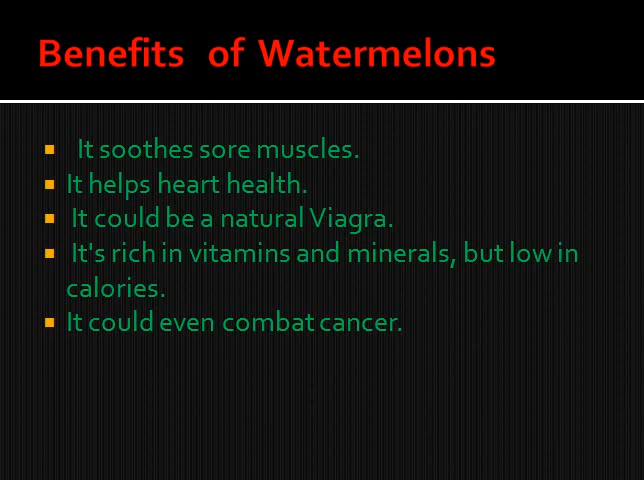 Benefits of Watermelons
It soothes sore muscles.
It helps heart health.
It could be a natural Viagra.
It's rich in vitamins and minerals, but low in
calories.
It could even combat cancer.